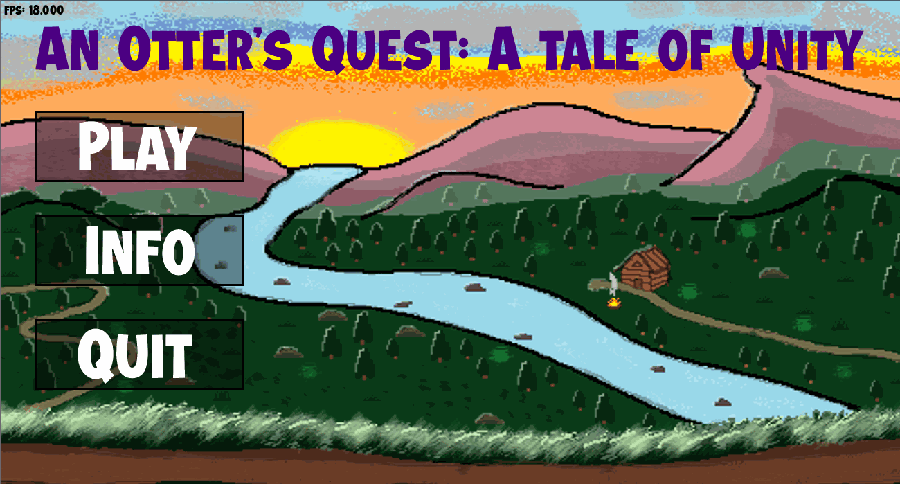 FPS: 18.000
An Otter's Quest: A tale of Unity
Play
Info
Quit